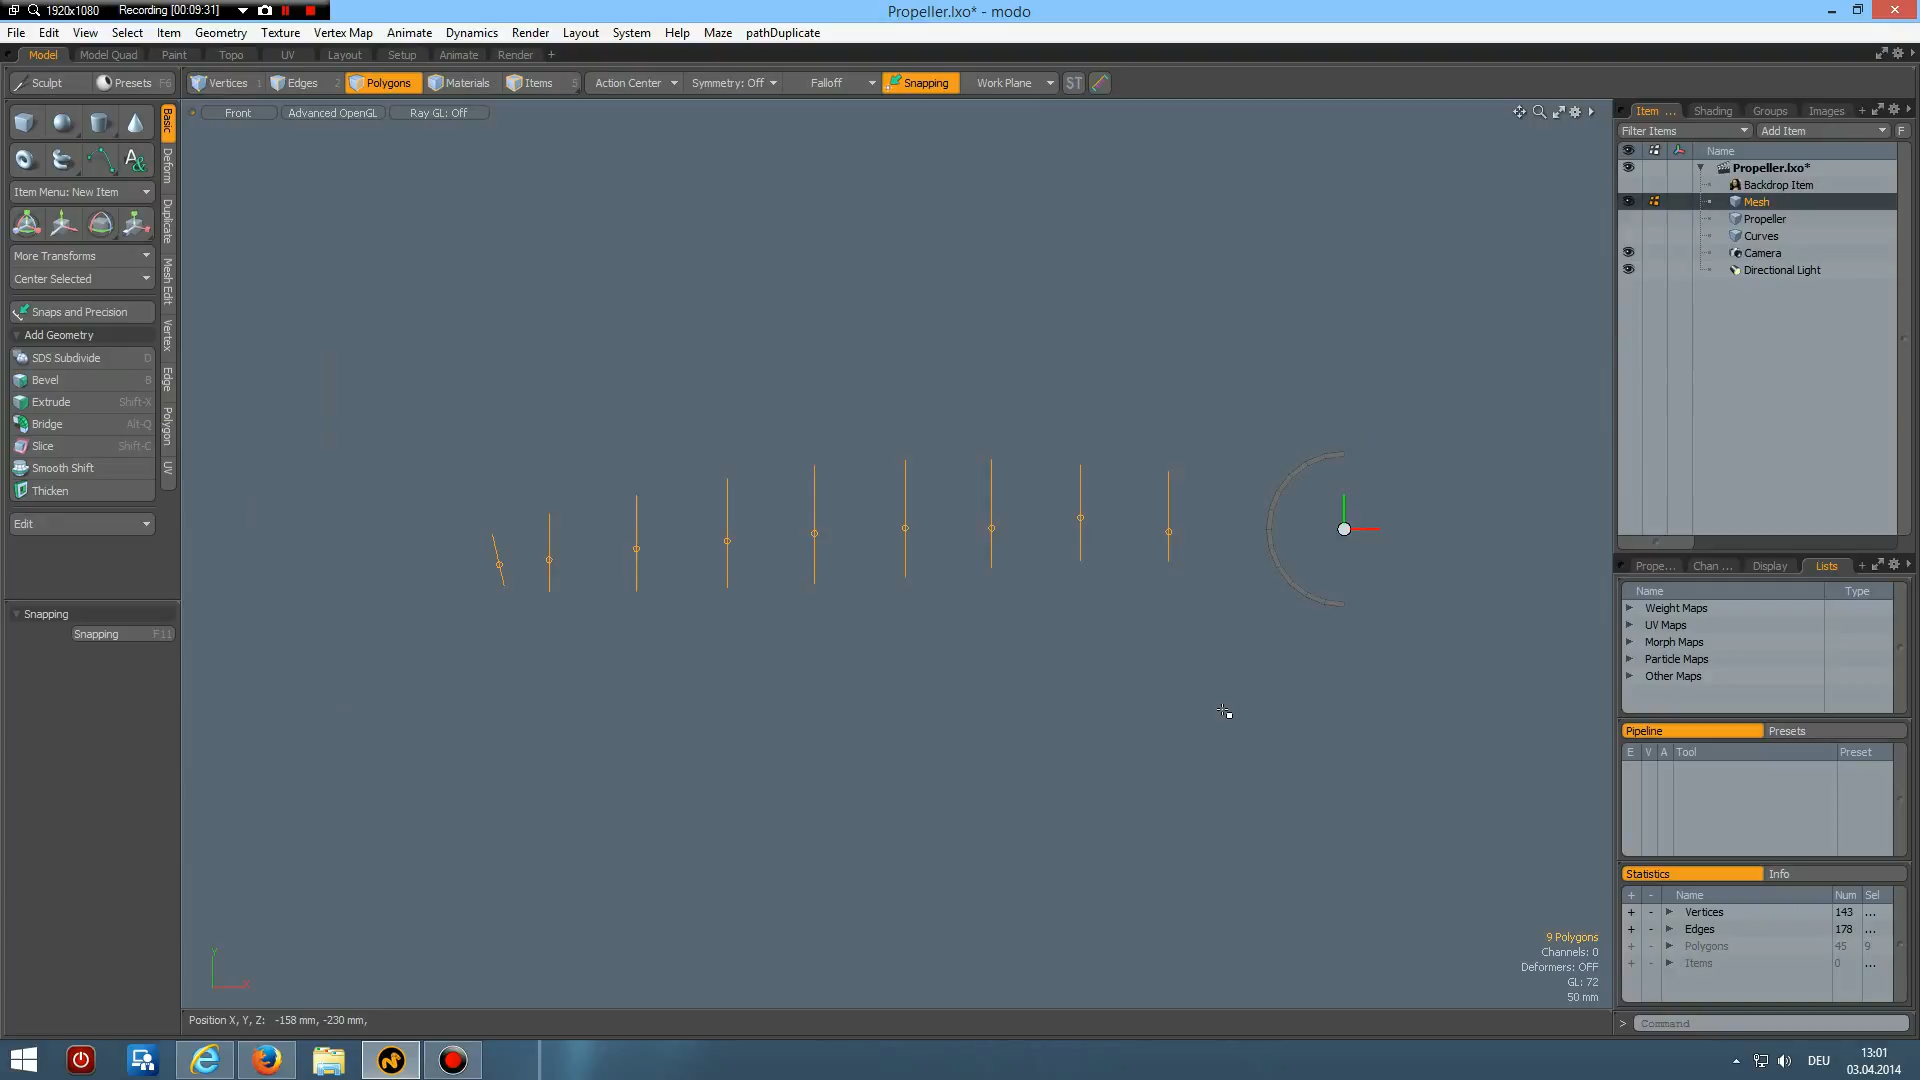 1920x1080 Recording [00:09:31]
Propeller.lxo* - modo
File Edit View Select Item Geometry Texture Vertex Map Animate Dynamics Render Layout System Help Maze pathDuplicate
Model Model Quad Paint Topo UV Layout Setup Animate Render +
Sculpt Presets F6 Vertices 1 Edges 2 Polygons Materials Items 5 Action Center Symmetry: Off Falloff Snapping Work Plane ST
Front Advanced OpenGL Ray GL: Off
Item ... Shading Groups Images +
Filter Items Add Item F
Name
Propeller.lxo*
Backdrop Item
Mesh
Propeller
Curves
Camera
Directional Light
Basic
Deform
Duplicate
Mesh Edit
Vertex
Edge
Polygon
UV
Item Menu: New Item
More Transforms
Center Selected
Snaps and Precision
Add Geometry
SDS Subdivide D
Bevel B
Extrude Shift-X
Bridge Alt-Q
Slice Shift-C
Smooth Shift
Thicken
Edit
Snapping
Snapping F11
Prope... Chan ... Display Lists +
Name Type
Weight Maps
UV Maps
Morph Maps
Particle Maps
Other Maps
Pipeline Presets
E V A Tool Preset
Statistics Info
+ - Name Num Sel
+ - Vertices 143 ...
+ - Edges 178 ...
+ - Polygons 45 9
+ - Items 0 ...
9 Polygons
Channels: 0
Deformers: OFF
GL: 72
50 mm
Y
X
Position X, Y, Z: -158 mm, -230 mm,
> Command
DEU
13:01
03.04.2014